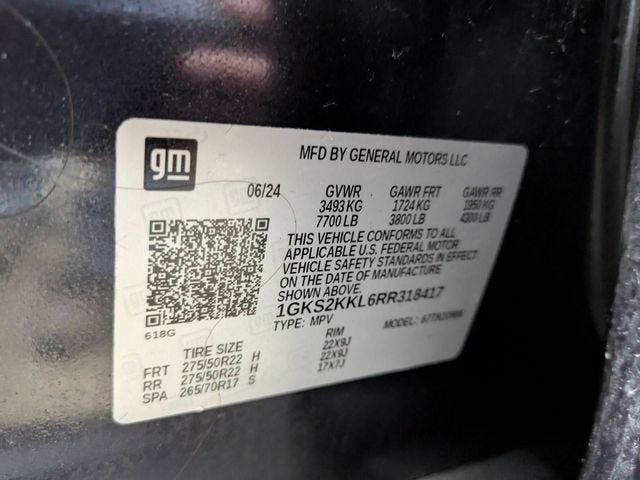 gm
MFD BY GENERAL MOTORS LLC
06/24 GVWR GAWR FRT GAWR RR
3493 KG 1724 KG 1950 KG
7700 LB 3800 LB 4300 LB
THIS VEHICLE CONFORMS TO ALL
APPLICABLE U.S. FEDERAL MOTOR
VEHICLE SAFETY STANDARDS IN EFFECT
ON THE DATE OF MANUFACTURE
SHOWN ABOVE.
1GKS2KKL6RR318417
618G
TYPE: MPV MODEL:
TIRE SIZE RIM
FRT 275/50R22 H 22X9J
RR 275/50R22 H 22X9J
SPA 265/70R17 S 17X7J